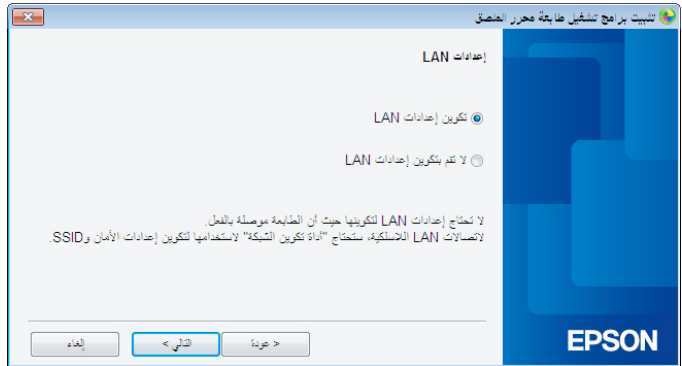 تثبيت برامج تشغيل طابعة محرر الملصق
إعدادات LAN
تكوين إعدادات LAN
لا تقم بتكوين إعدادات LAN
لا تحتاج إعدادات LAN لتكوينها حيث أن الطابعة موصلة بالفعل.
لاتصالات LAN اللاسلكية، ستحتاج "أداة تكوين الشبكة" لاستخدامها لتكوين إعدادات الأمان وSSID.
EPSON
< عودة
التالي >
إلغاء